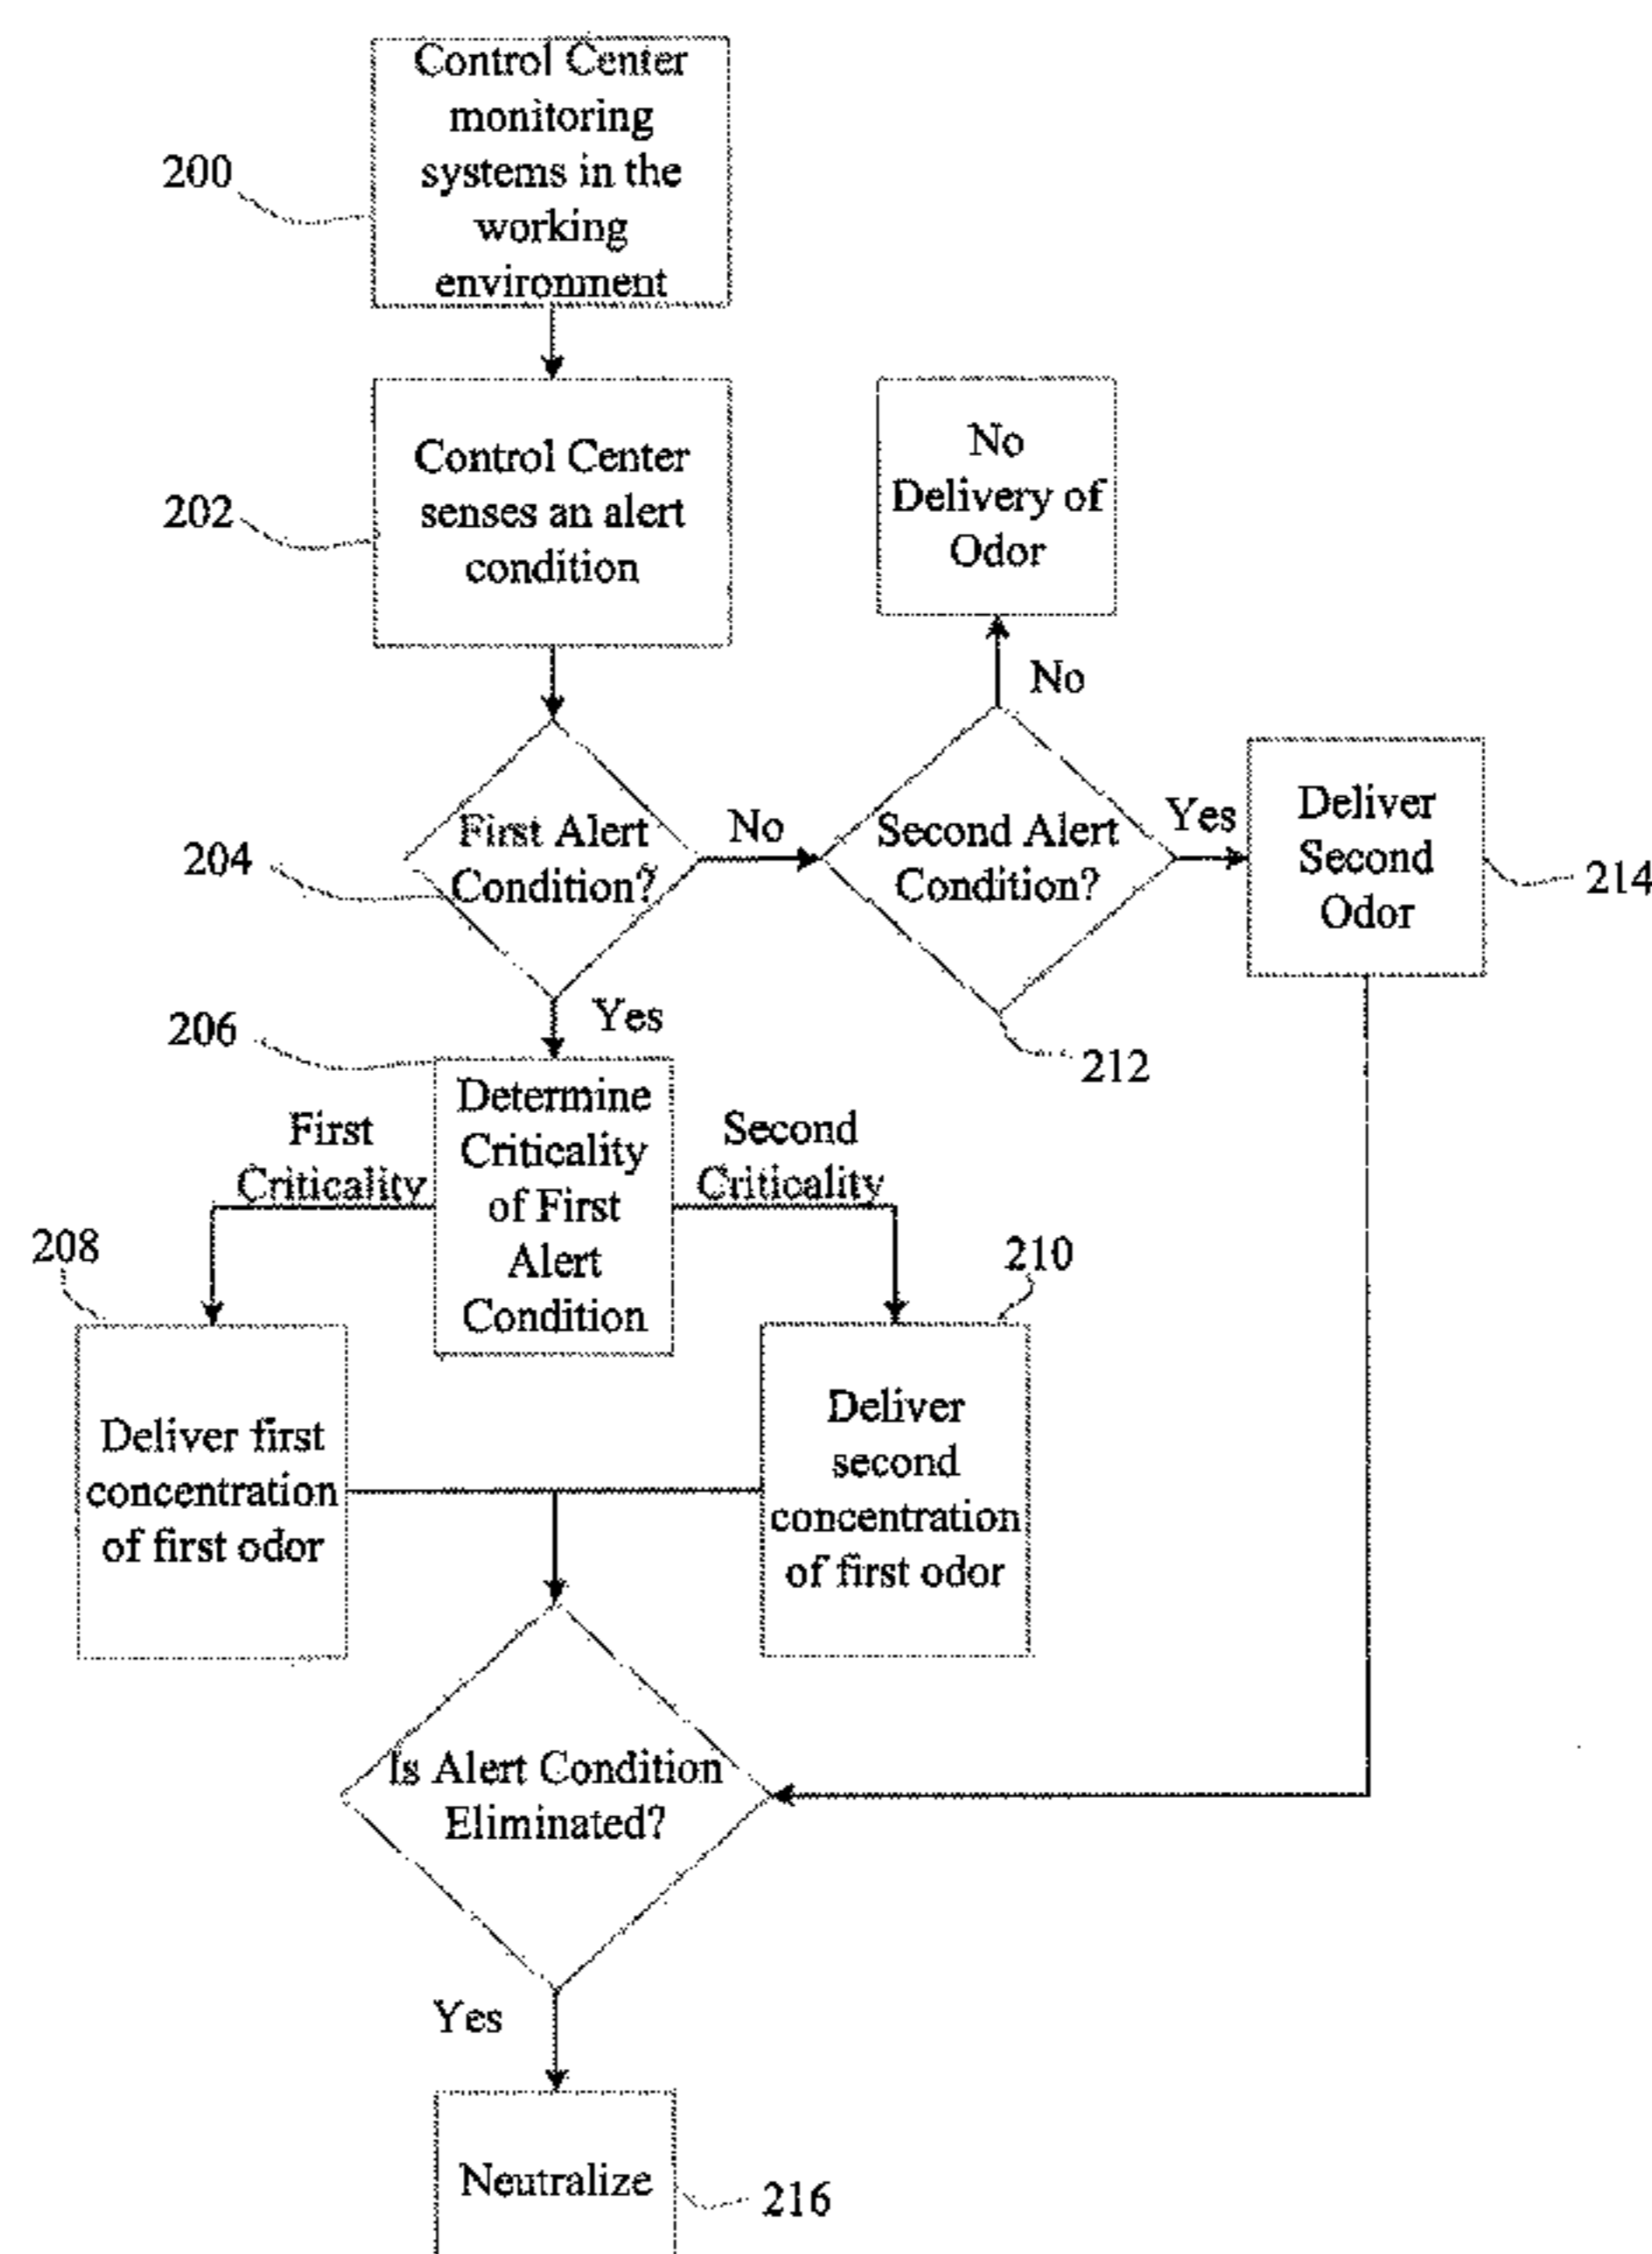 Control Center
monitoring
systems in the
working
environment
200
Control Center
senses an alert
condition
202
No
Delivery of
Odor
No
First Alert
Condition?
204
No
Second Alert
Condition?
212
Yes
Deliver
Second
Odor
214
Yes
206
Determine
Criticality
of First
Alert
Condition
First
Criticality
Second
Criticality
208
210
Deliver first
concentration
of first odor
Deliver
second
concentration
of first odor
Is Alert Condition
Eliminated?
Yes
Neutralize
216